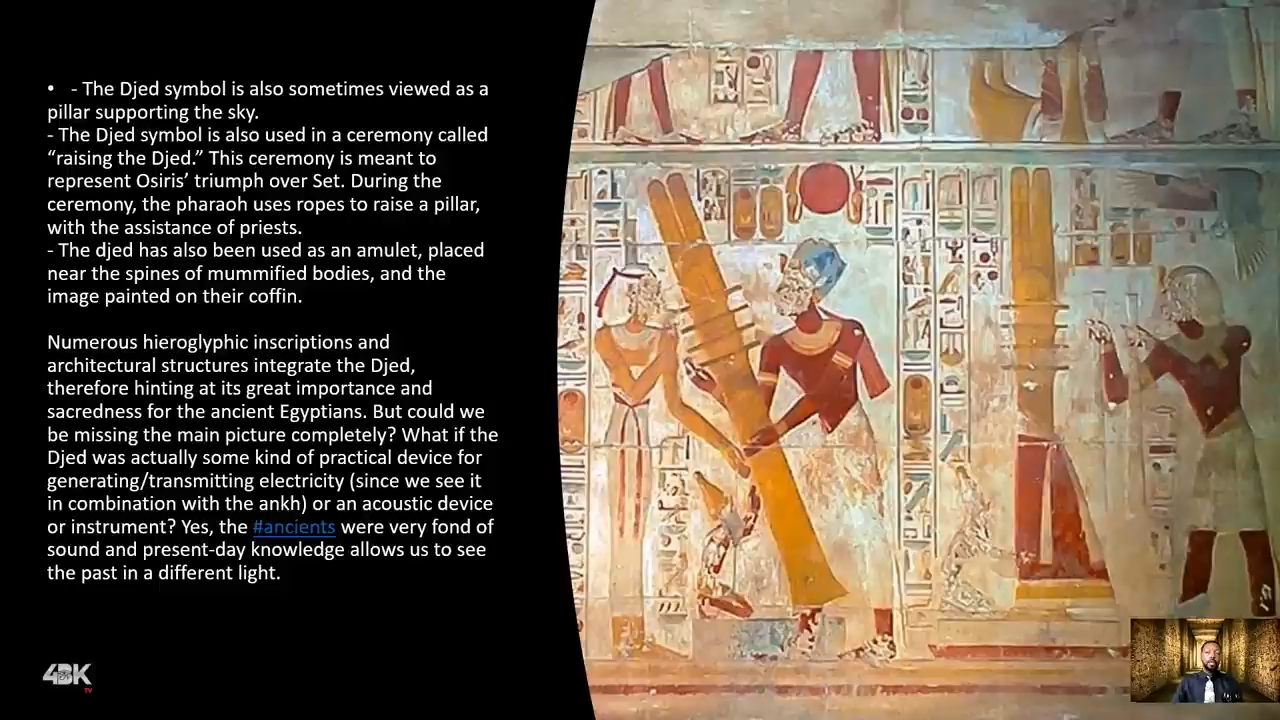 • - The Djed symbol is also sometimes viewed as a
pillar supporting the sky.
- The Djed symbol is also used in a ceremony called
“raising the Djed.” This ceremony is meant to
represent Osiris’ triumph over Set. During the
ceremony, the pharaoh uses ropes to raise a pillar,
with the assistance of priests.
- The djed has also been used as an amulet, placed
near the spines of mummified bodies, and the
image painted on their coffin.
Numerous hieroglyphic inscriptions and
architectural structures integrate the Djed,
therefore hinting at its great importance and
sacredness for the ancient Egyptians. But could we
be missing the main picture completely? What if the
Djed was actually some kind of practical device for
generating/transmitting electricity (since we see it
in combination with the ankh) or an acoustic device
or instrument? Yes, the #ancients were very fond of
sound and present-day knowledge allows us to see
the past in a different light.
4BK
TV